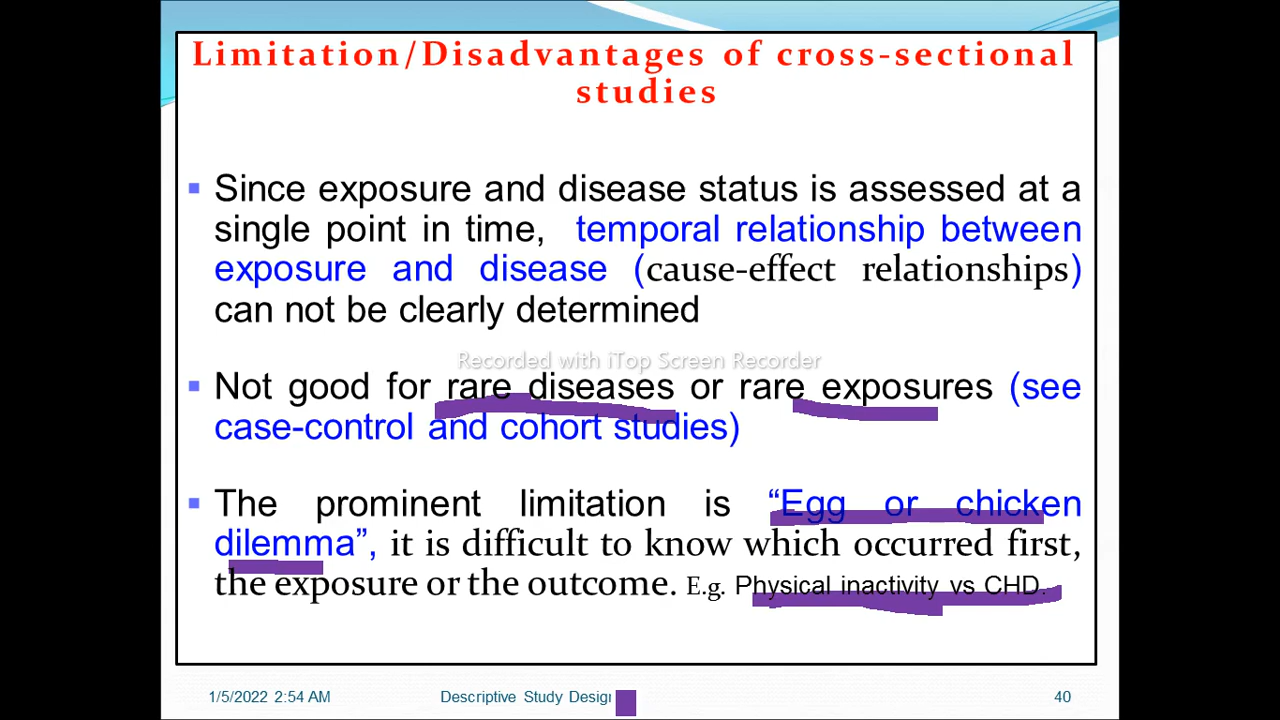 Limitation/Disadvantages of cross-sectional
studies
Since exposure and disease status is assessed at a
single point in time, temporal relationship between
exposure and disease (cause-effect relationships)
can not be clearly determined
Recorded with iTop Screen Recorder
Not good for rare diseases or rare exposures (see
case-control and cohort studies)
The prominent limitation is “Egg or chicken
dilemma”, it is difficult to know which occurred first,
the exposure or the outcome. E.g. Physical inactivity vs CHD.
1/5/2022 2:54 AM
Descriptive Study Design
40